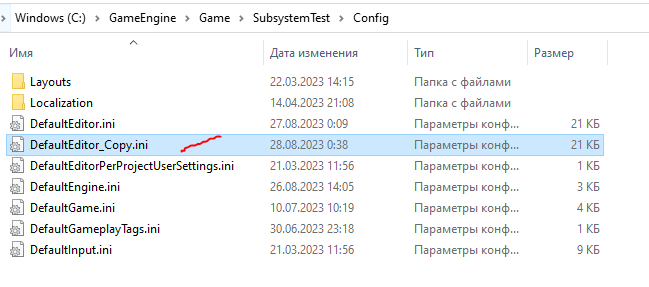 Windows (C:) > GameEngine > Game > SubsystemTest > Config
Имя Дата изменения Тип Размер
Layouts 22.03.2023 14:15 Папка с файлами
Localization 14.04.2023 21:08 Папка с файлами
DefaultEditor.ini 27.08.2023 0:09 Параметры конф... 21 КБ
DefaultEditor_Copy.ini 28.08.2023 0:38 Параметры конф... 21 КБ
DefaultEditorPerProjectUserSettings.ini 21.03.2023 11:56 Параметры конф... 1 КБ
DefaultEngine.ini 26.08.2023 14:05 Параметры конф... 3 КБ
DefaultGame.ini 10.07.2023 10:19 Параметры конф... 4 КБ
DefaultGameplayTags.ini 30.06.2023 23:18 Параметры конф... 1 КБ
DefaultInput.ini 21.03.2023 11:56 Параметры конф... 9 КБ